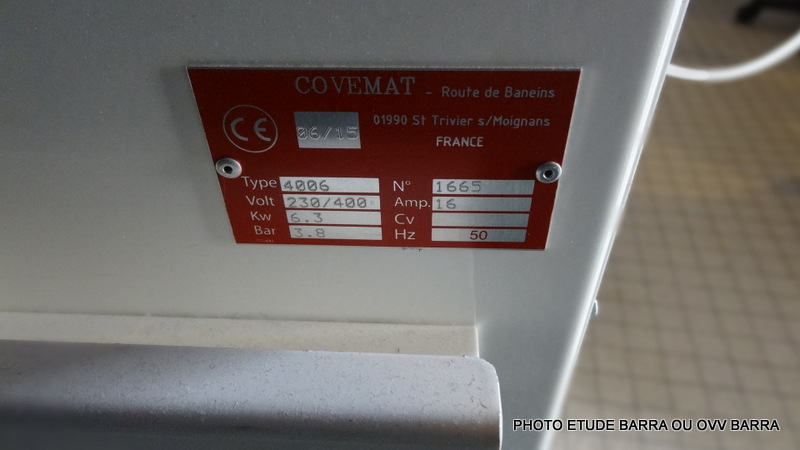 COVEMAT - Route de Baneins
CE 06/15 01990 St Trivier s/Moignans
FRANCE
Type 4006 N° 1665
Volt 230/400 Amp. 16
Kw 6.3 Cv
Bar 3.8 Hz 50
PHOTO ETUDE BARRA OU OVV BARRA